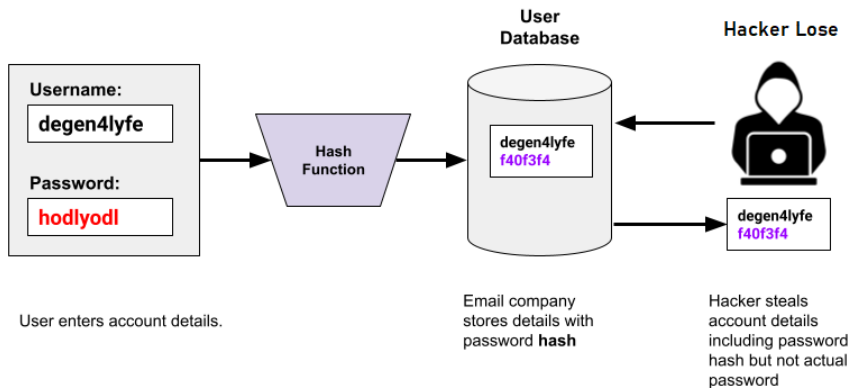 Username:
degen4lyfe
Password:
hodlyodl
Hash
Function
User
Database
degen4lyfe
f40f3f4
Hacker Lose
degen4lyfe
f40f3f4
User enters account details.
Email company
stores details with
password hash
Hacker steals
account details
including password
hash but not actual
password